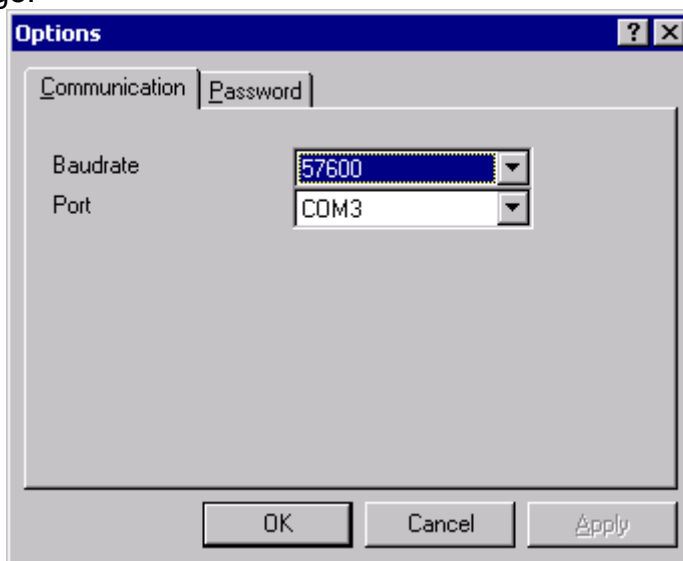 Options
Communication Password
Baudrate 57600
Port COM3
OK Cancel Apply